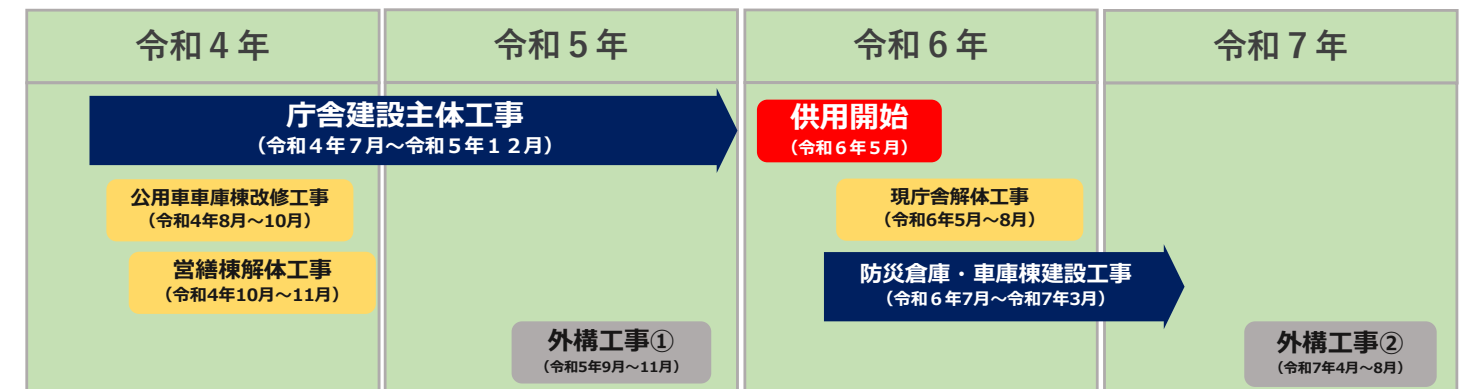 令和４年
令和５年
令和６年
令和７年
庁舎建設主体工事
（令和４年７月～令和５年１２月）
供用開始
（令和６年５月）
公用車車庫棟改修工事
（令和4年8月～10月）
現庁舎解体工事
（令和6年5月～8月）
営繕棟解体工事
（令和4年10月～11月）
防災倉庫・車庫棟建設工事
（令和６年7月～令和7年3月）
外構工事①
（令和5年9月～11月）
外構工事②
（令和7年4月～8月）